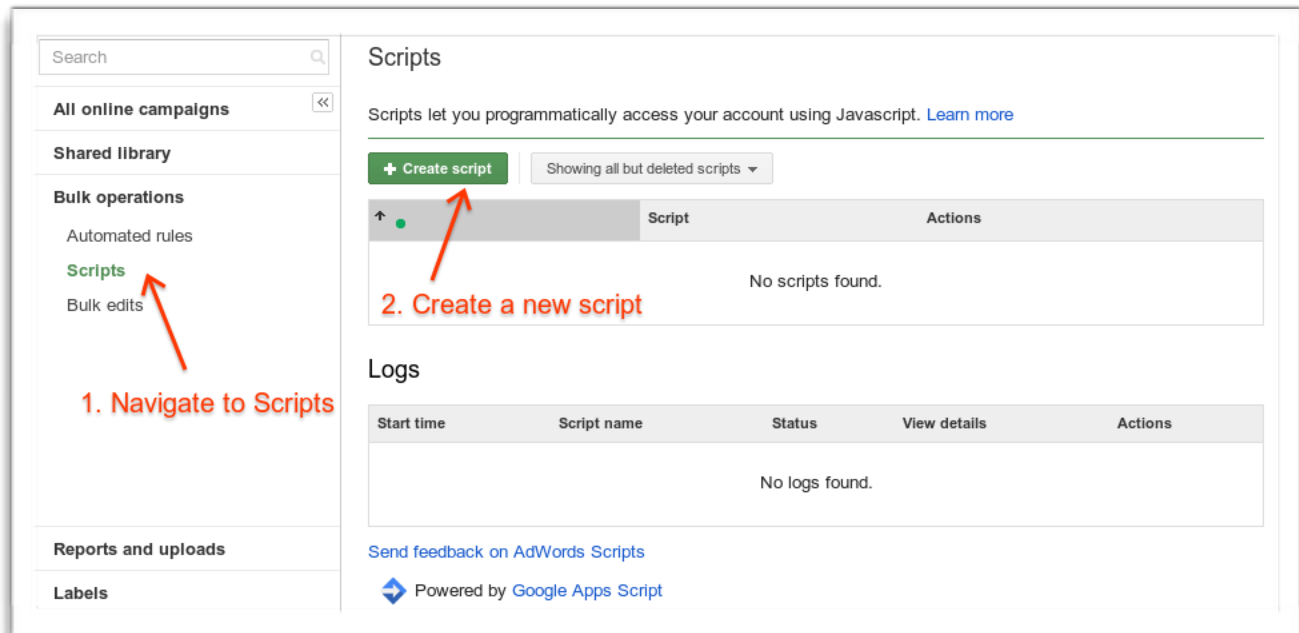 Search
All online campaigns
Shared library
Bulk operations
Automated rules
Scripts
Bulk edits
1. Navigate to Scripts
Reports and uploads
Labels
Scripts
Scripts let you programmatically access your account using Javascript. Learn more
Create script
Showing all but deleted scripts
Script Actions
No scripts found.
2. Create a new script
Logs
Start time Script name Status View details Actions
No logs found.
Send feedback on AdWords Scripts
Powered by Google Apps Script